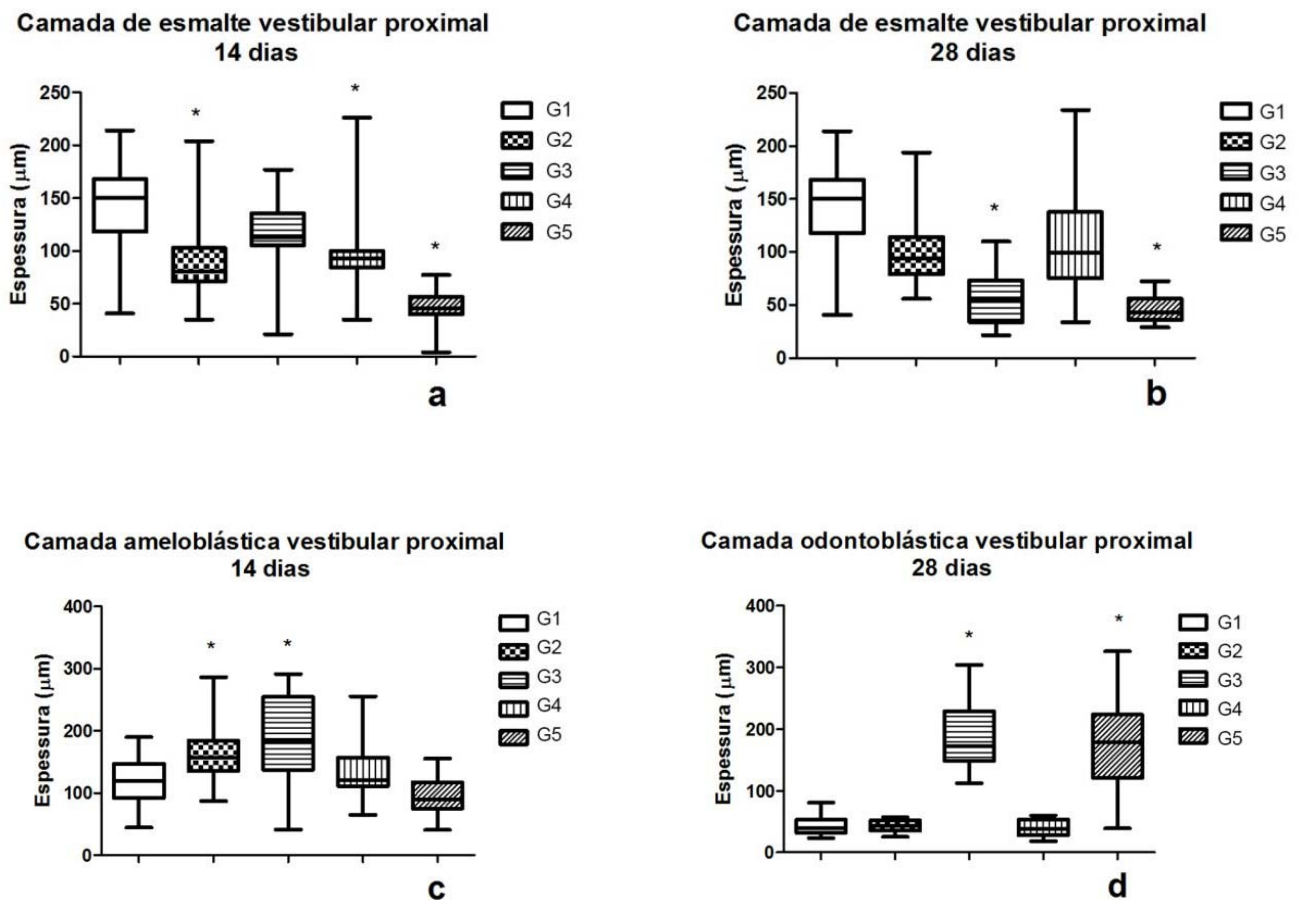 Camada de esmalte vestibular proximal
14 dias
*
*
*
250
200
150
100
50
0
Espessura (μm)
G1
G2
G3
G4
G5
a
Camada de esmalte vestibular proximal
28 dias
*
*
250
200
150
100
50
0
Espessura (μm)
G1
G2
G3
G4
G5
b
Camada ameloblástica vestibular proximal
14 dias
*
*
400
300
200
100
0
Espessura (μm)
G1
G2
G3
G4
G5
c
Camada odontoblástica vestibular proximal
28 dias
*
*
400
300
200
100
0
Espessura (μm)
G1
G2
G3
G4
G5
d